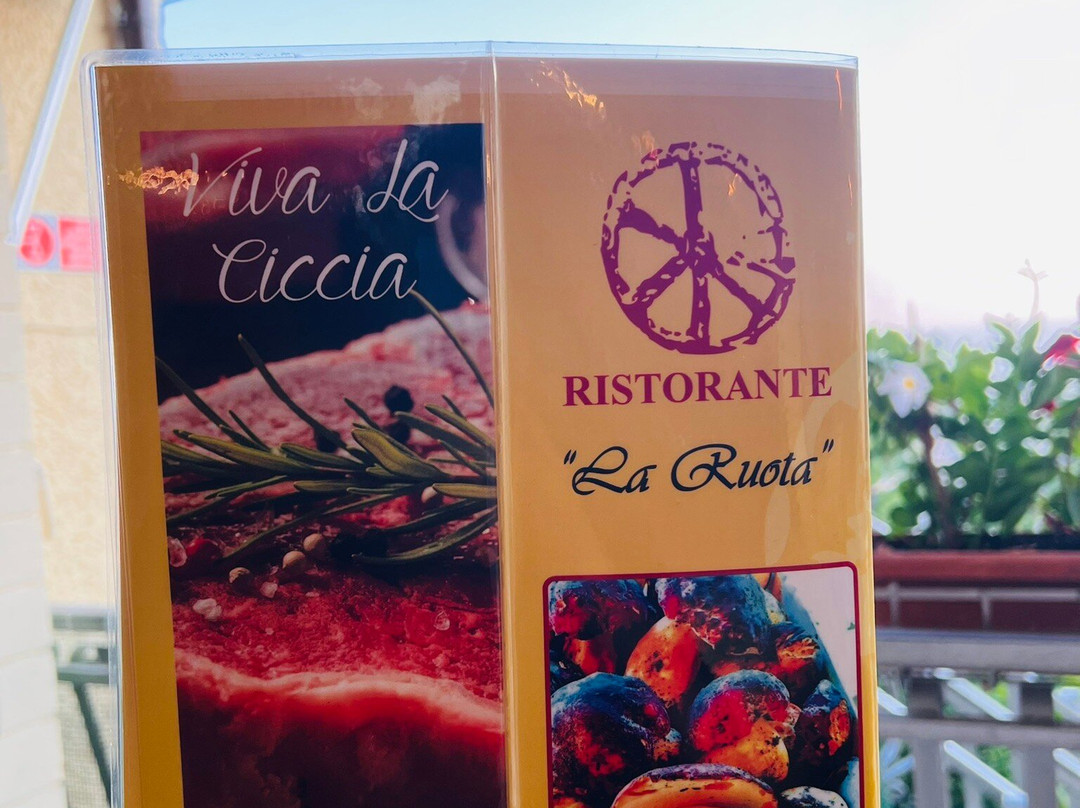 Viva La
Ciccia
RISTORANTE
"La Ruota"